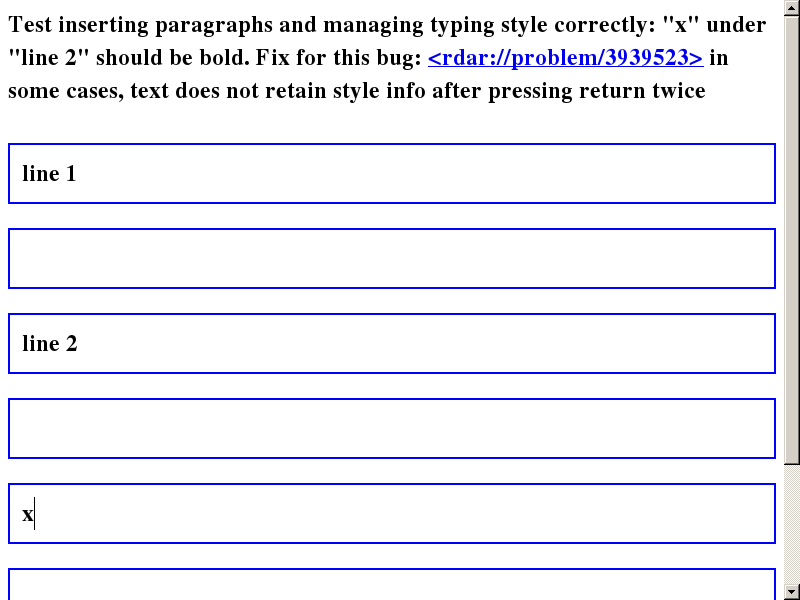 Test inserting paragraphs and managing typing style correctly: "x" under
"line 2" should be bold. Fix for this bug: <rdar://problem/3939523> in
some cases, text does not retain style info after pressing return twice
line 1
line 2
x